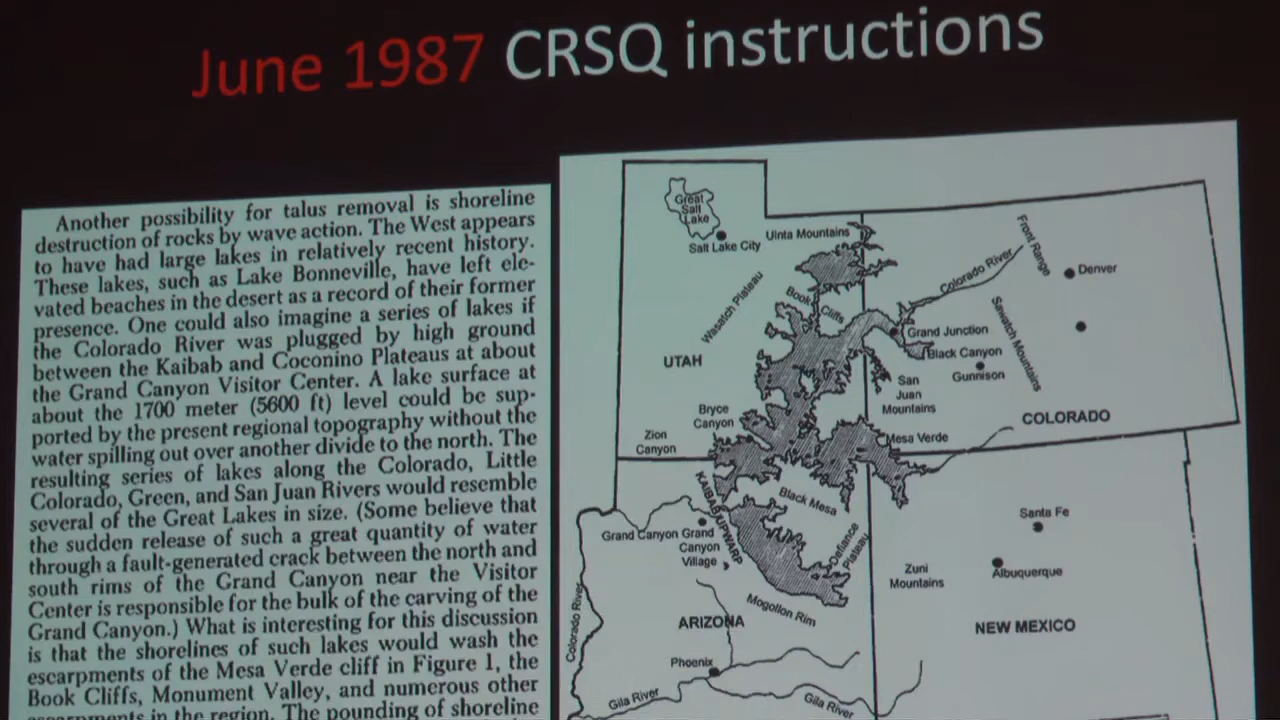 June 1987 CRSQ instructions
Another possibility for talus removal is shoreline
destruction of rocks by wave action. The West appears
to have had large lakes in relatively recent history.
These lakes, such as Lake Bonneville, have left ele-
vated beaches in the desert as a record of their former
presence. One could also imagine a series of lakes if
the Colorado River was plugged by high ground
between the Kaibab and Coconino Plateaus at about
the Grand Canyon Visitor Center. A lake surface at
about the 1700 meter (5600 ft) level could be sup-
ported by the present regional topography without the
water spilling out over another divide to the north. The
resulting series of lakes along the Colorado, Little
Colorado, Green, and San Juan Rivers would resemble
several of the Great Lakes in size. (Some believe that
the sudden release of such a great quantity of water
through a fault-generated crack between the north and
south rims of the Grand Canyon near the Visitor
Center is responsible for the bulk of the carving of the
Grand Canyon.) What is interesting for this discussion
is that the shorelines of such lakes would wash the
escarpments of the Mesa Verde cliff in Figure 1, the
Book Cliffs, Monument Valley, and numerous other
escarpments in the region. The pounding of shoreline
Great
Salt
Lake
Salt Lake City
Uinta Mountains
Wasatch Plateau
Book Cliffs
Colorado River
Front Range
Denver
Sawatch Mountains
Grand Junction
Black Canyon
Gunnison
UTAH
San
Juan
Mountains
COLORADO
Bryce
Canyon
Zion
Canyon
Mesa Verde
KAIBAB UPWARP
Black Mesa
Grand Canyon
Grand
Canyon
Village
Defiance
Plateau
Santa Fe
Zuni
Mountains
Albuquerque
Mogollon Rim
ARIZONA
NEW MEXICO
Colorado River
Phoenix
Gila River
Gila River